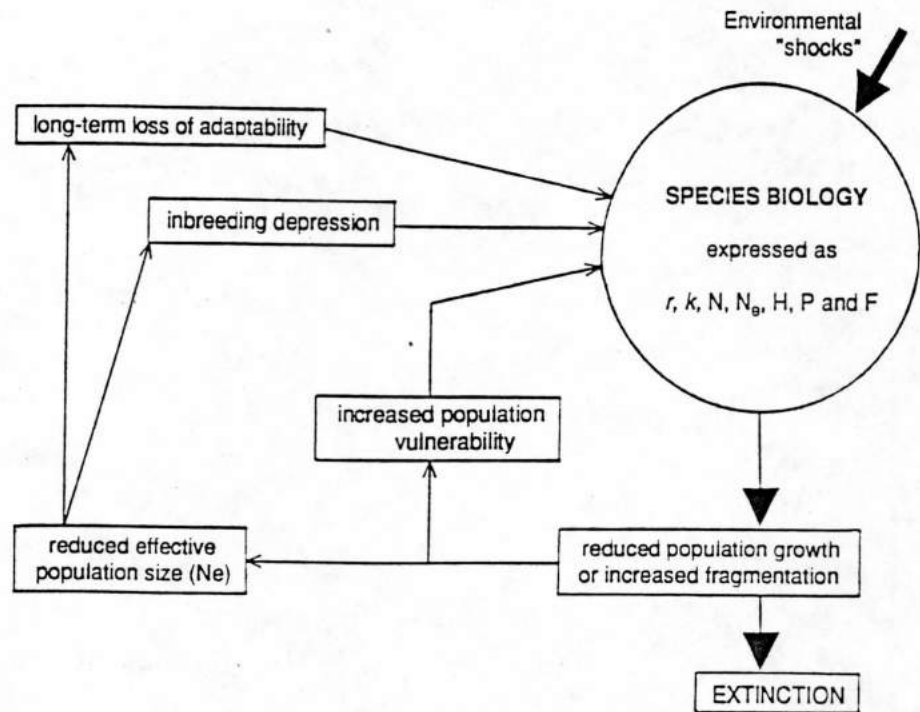 Environmental
"shocks"
long-term loss of adaptability
SPECIES BIOLOGY
inbreeding depression
expressed as
r, k, N, Nₑ, H, P and F
increased population
vulnerability
reduced effective
population size (Ne)
reduced population growth
or increased fragmentation
EXTINCTION